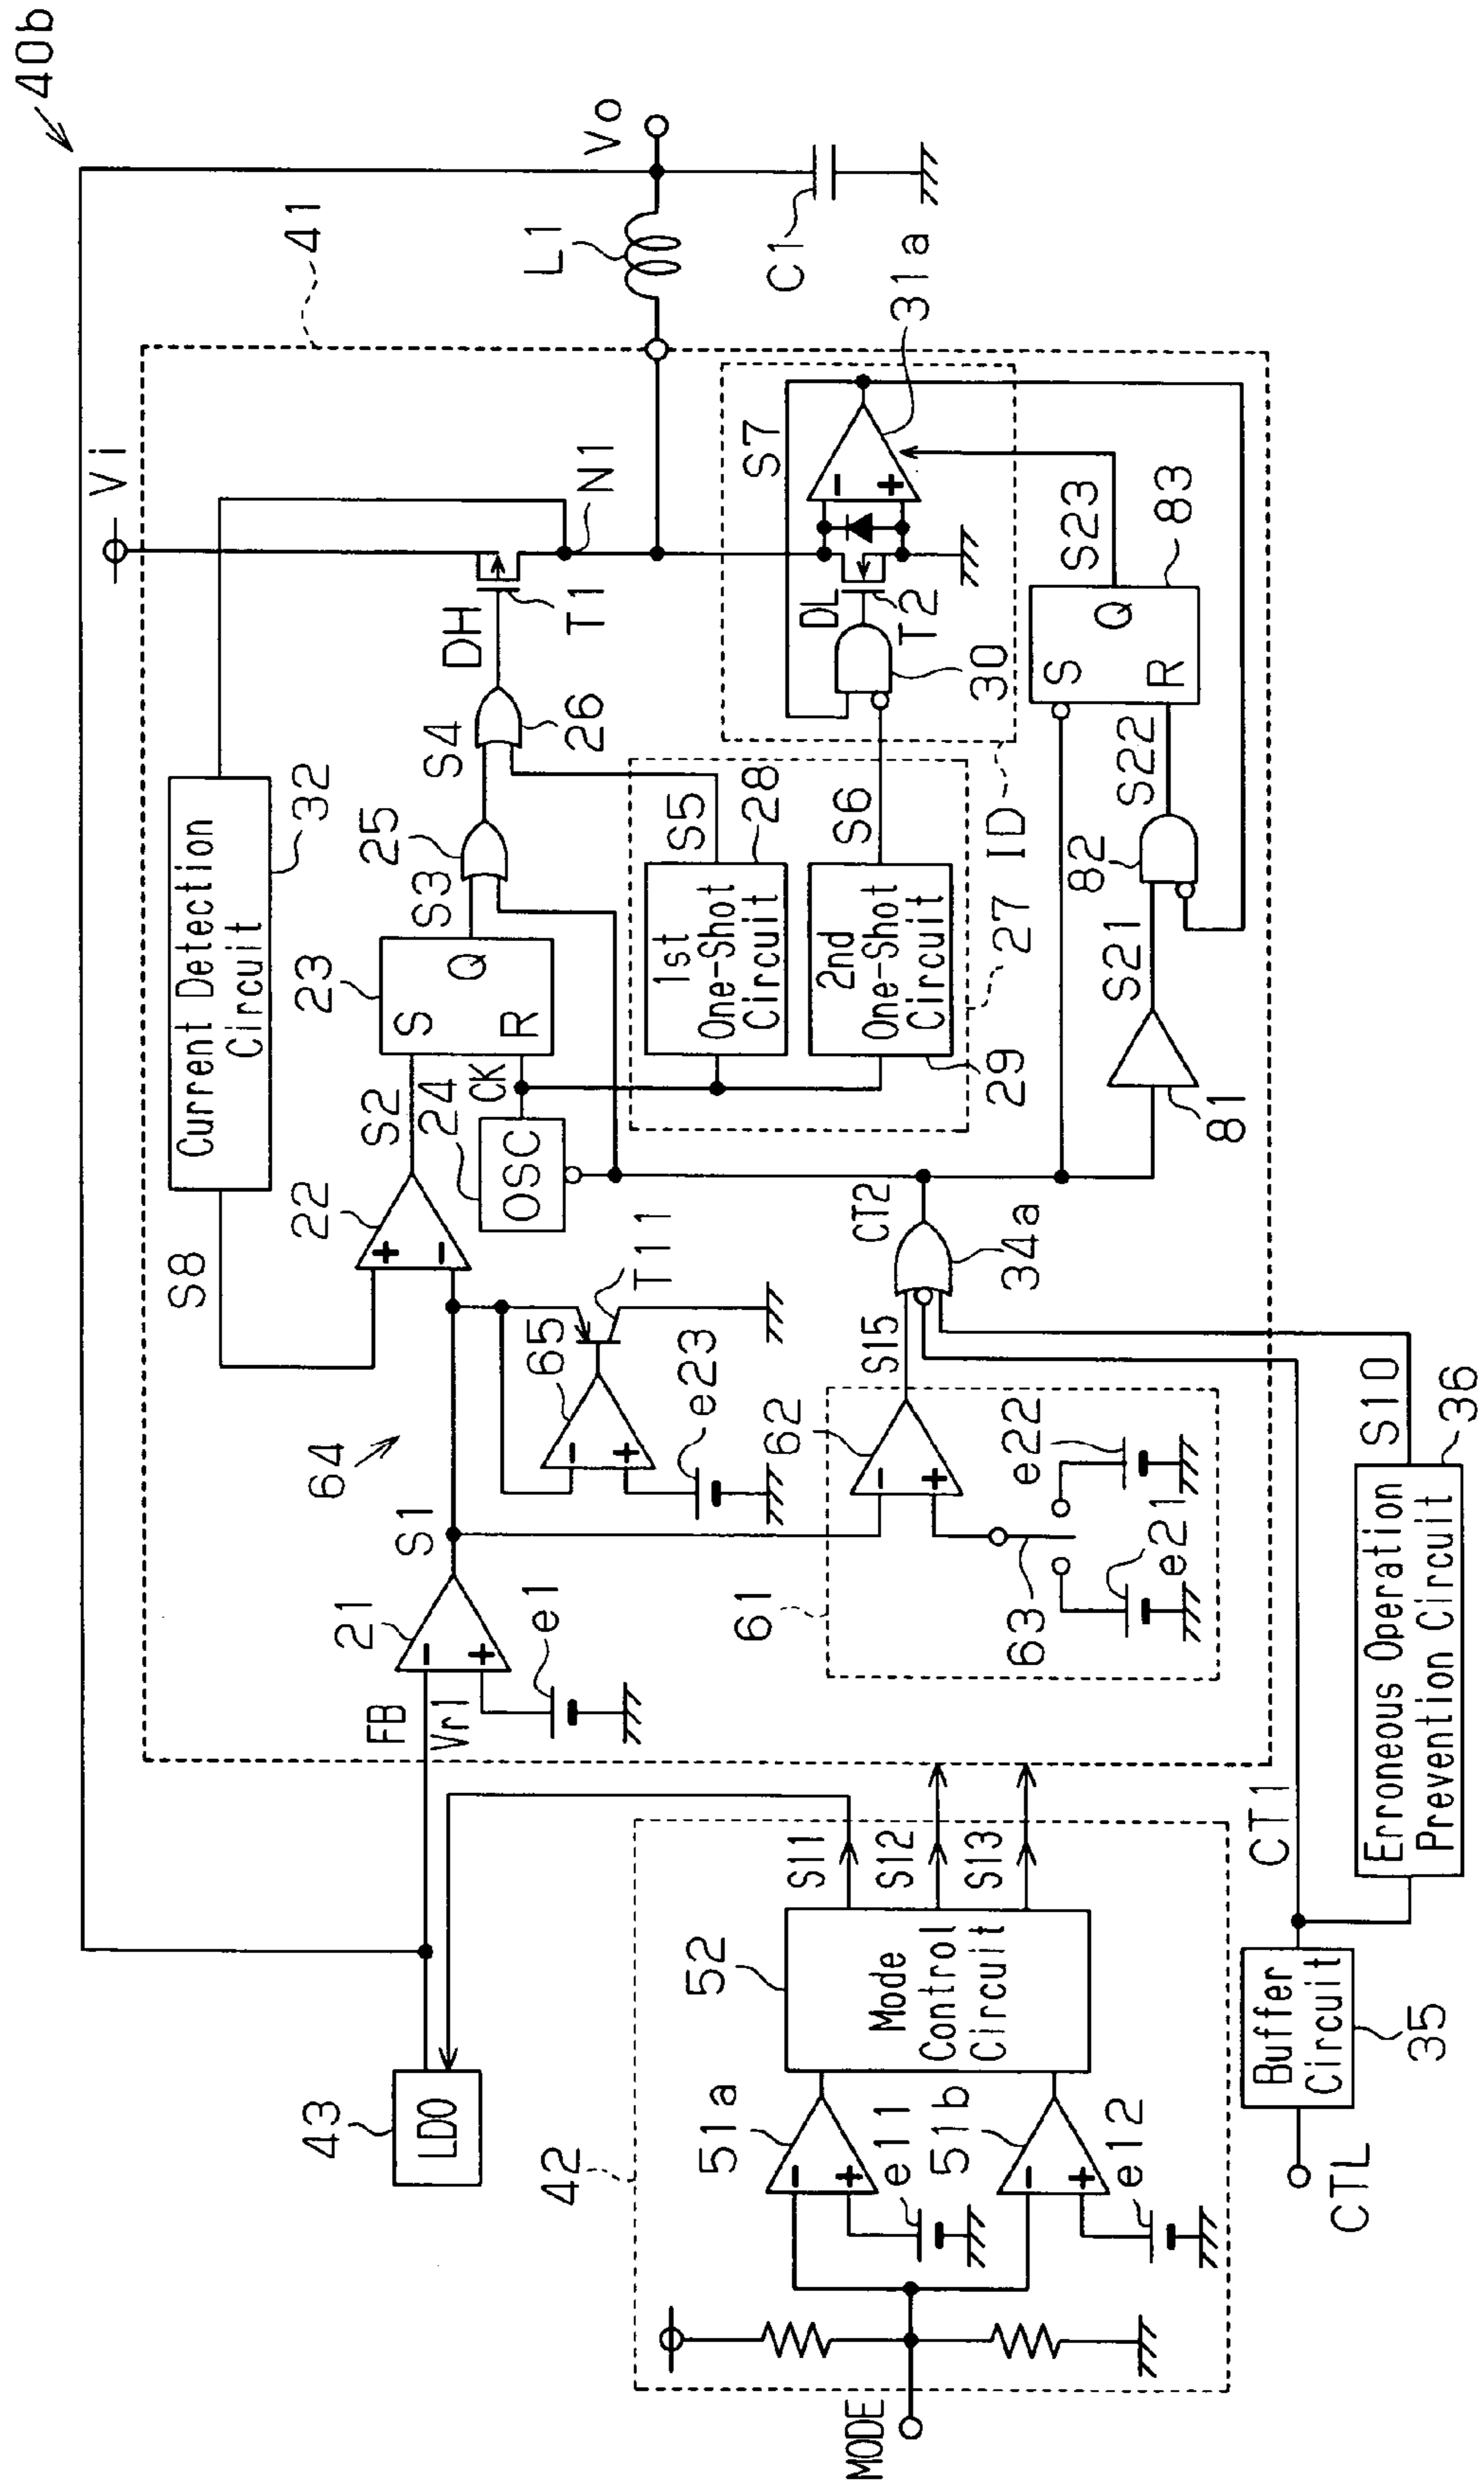 40b
Vi
41
Current Detection
Circuit
32
S8
22
S2
23
S
R
Q
S3
25
S4
26
DH
T1
N1
L1
Vo
C1
64
S1
21
FB
Vr1
e1
65
T11
e23
24
OSC
CK
1st
One-Shot
Circuit
28
S5
2nd
One-Shot
Circuit
29
27
S6
ID
S7
DL
T2
30
31a
61
62
63
e21
e22
S15
CT2
34a
81
S21
82
S22
S
R
Q
S23
83
43
LDO
42
MODE
51a
e11
51b
e12
52
Mode
Control
Circuit
S11
S12
S13
CTL
Buffer
Circuit
35
CT1
Erroneous Operation
Prevention Circuit
36
S10